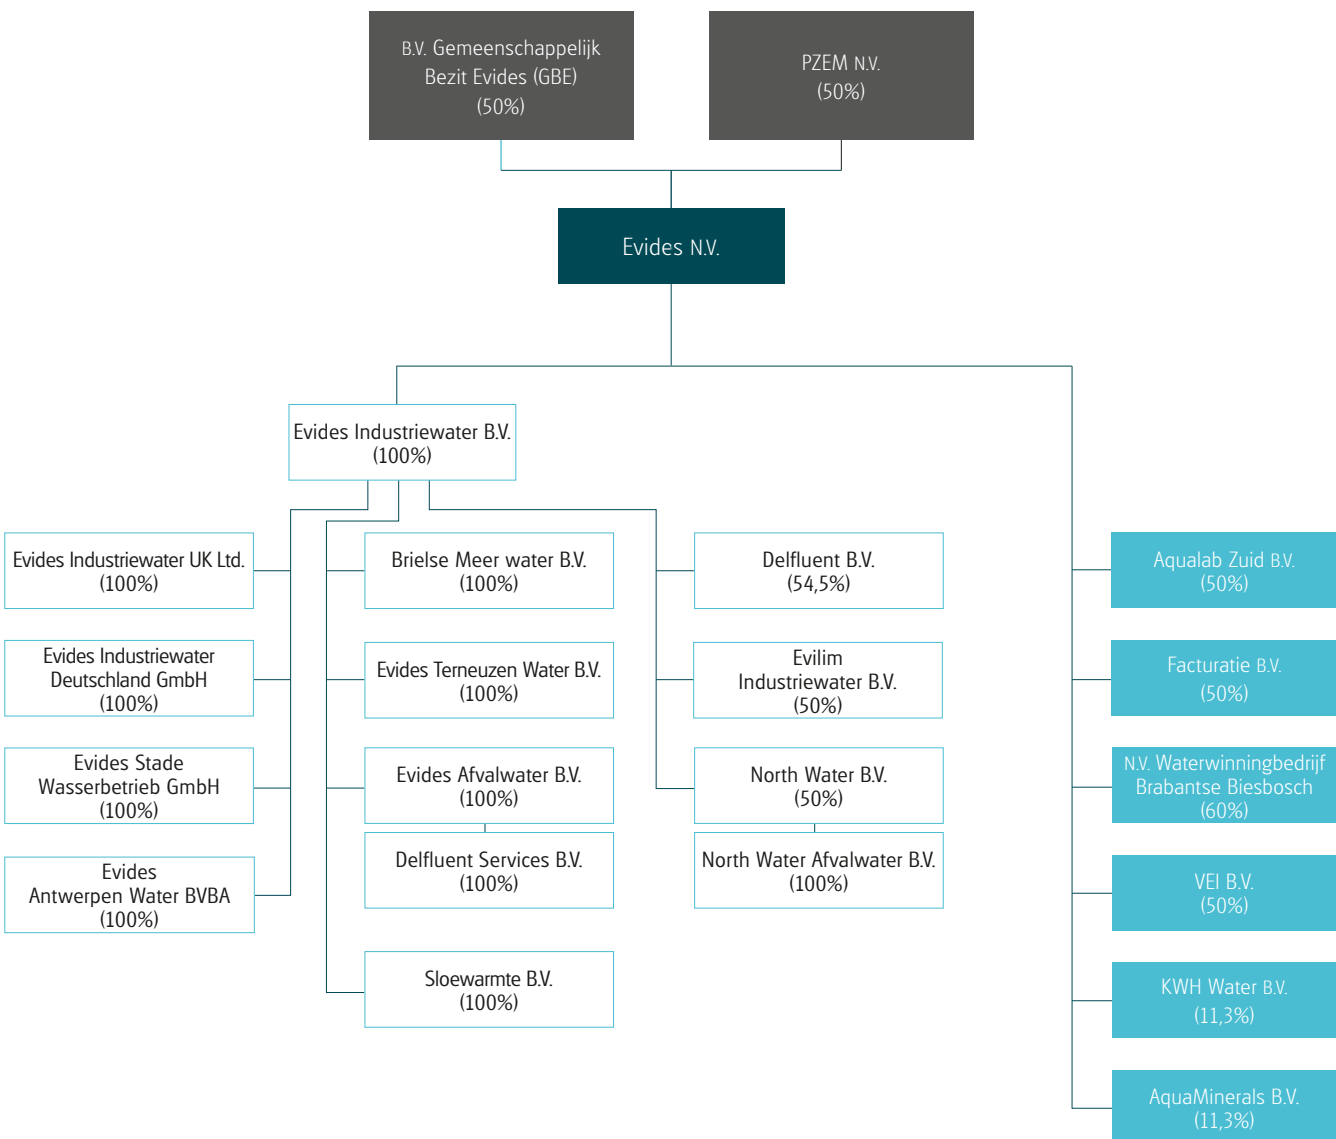 B.V. Gemeenschappelijk
Bezit Evides (GBE)
(50%)
PZEM N.V.
(50%)
Evides N.V.
Evides Industriewater B.V.
(100%)
Evides Industriewater UK Ltd.
(100%)
Evides Industriewater
Deutschland GmbH
(100%)
Evides Stade
Wasserbetrieb GmbH
(100%)
Evides
Antwerpen Water BVBA
(100%)
Brielse Meer water B.V.
(100%)
Evides Terneuzen Water B.V.
(100%)
Evides Afvalwater B.V.
(100%)
Delfluent Services B.V.
(100%)
Sloewarmte B.V.
(100%)
Delfluent B.V.
(54,5%)
Evilim
Industriewater B.V.
(50%)
North Water B.V.
(50%)
North Water Afvalwater B.V.
(100%)
Aqualab Zuid B.V.
(50%)
Facturatie B.V.
(50%)
N.V. Waterwinningbedrijf
Brabantse Biesbosch
(60%)
VEI B.V.
(50%)
KWH Water B.V.
(11,3%)
AquaMinerals B.V.
(11,3%)